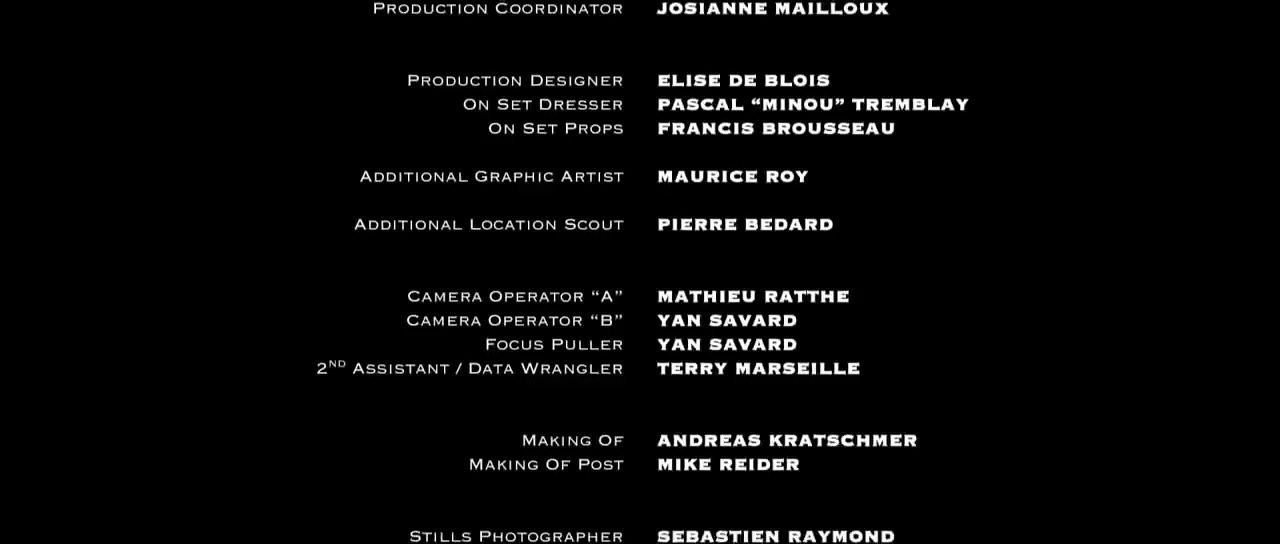 Production Coordinator JOSIANNE MAILLOUX
Production Designer ELISE DE BLOIS
On Set Dresser PASCAL “MINOU” TREMBLAY
On Set Props FRANCIS BROUSSEAU
Additional Graphic Artist MAURICE ROY
Additional Location Scout PIERRE BEDARD
Camera Operator “A” MATHIEU RATTHE
Camera Operator “B” YAN SAVARD
Focus Puller YAN SAVARD
2ND Assistant / Data Wrangler TERRY MARSEILLE
Making Of ANDREAS KRATSCHMER
Making Of Post MIKE REIDER
Stills Photographer SEBASTIEN RAYMOND